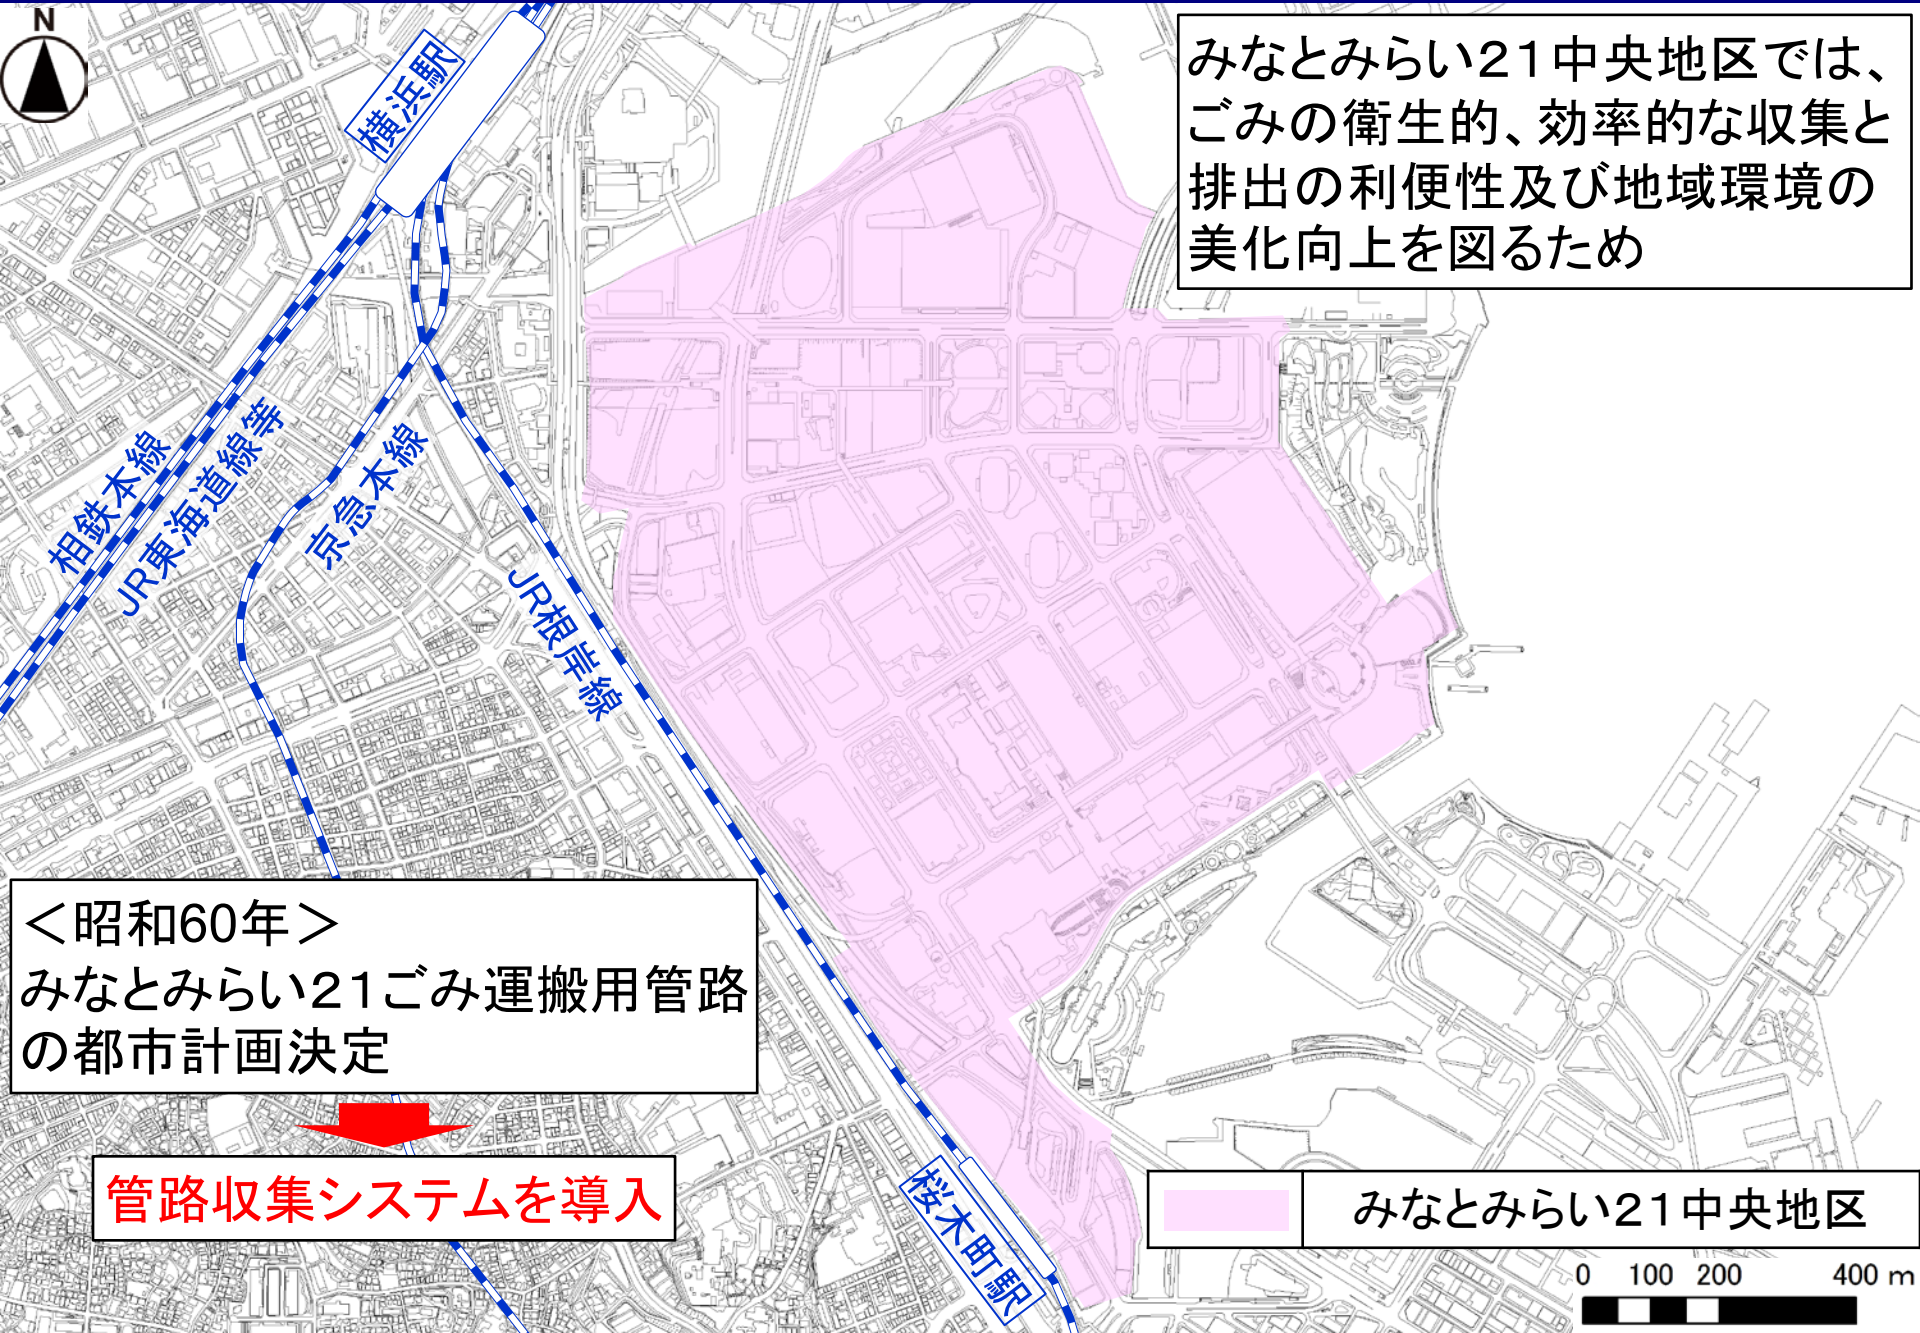 N
みなとみらい21中央地区では、
ごみの衛生的、効率的な収集と
排出の利便性及び地域環境の
美化向上を図るため
横浜駅
相鉄本線
JR東海道線等
京急本線
JR根岸線
<昭和60年>
みなとみらい21ごみ運搬用管路
の都市計画決定
管路収集システムを導入
桜木町駅
みなとみらい21中央地区
0 100 200 400 m